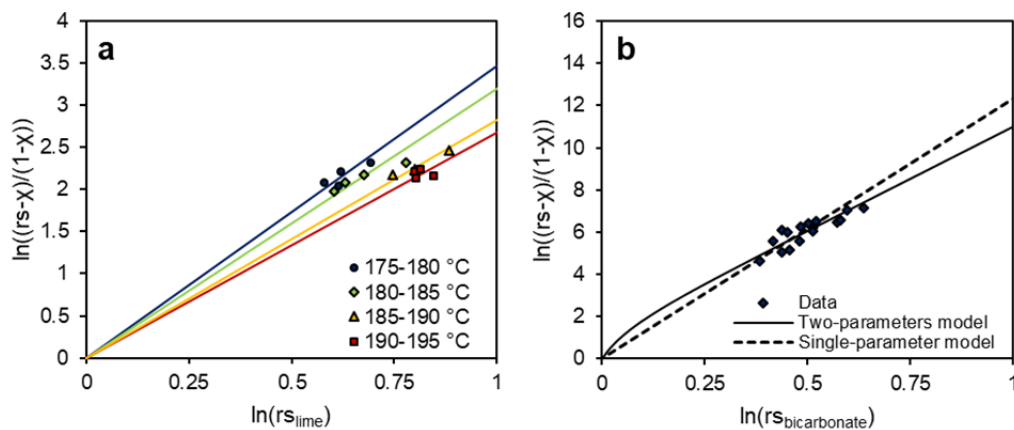 a
ln((rs-χ)/(1-χ))
4
3.5
3
2.5
2
1.5
1
0.5
0
0
0.25
0.5
0.75
1
ln(rs_lime)
175-180 °C
180-185 °C
185-190 °C
190-195 °C
b
ln((rs-χ)/(1-χ))
16
14
12
10
8
6
4
2
0
0
0.25
0.5
0.75
1
ln(rs_bicarbonate)
Data
Two-parameters model
Single-parameter model